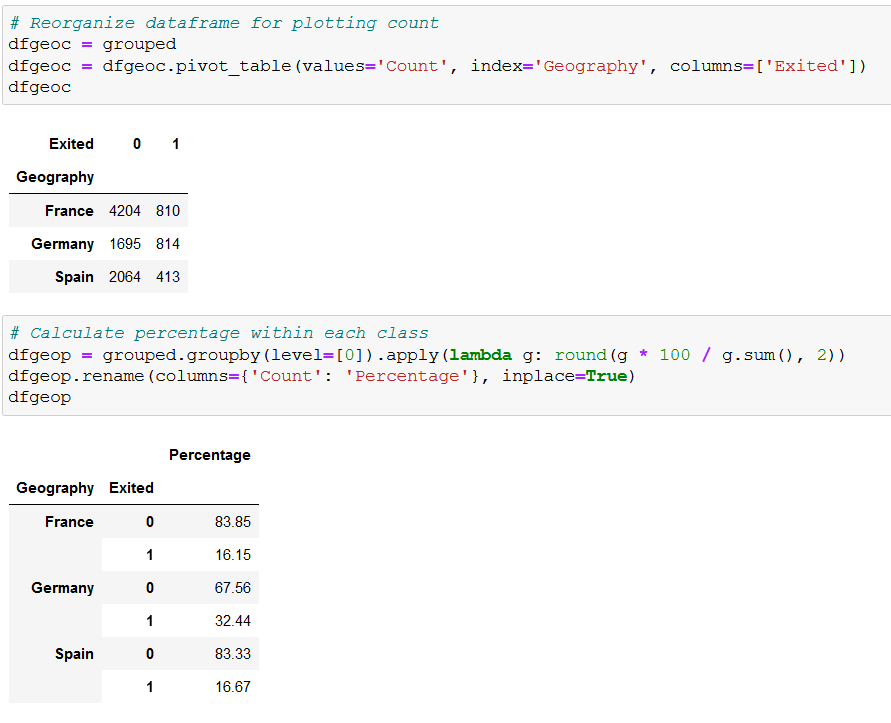 # Reorganize dataframe for plotting count
dfgeoc = grouped
dfgeoc = dfgeoc.pivot_table(values='Count', index='Geography', columns=['Exited'])
dfgeoc
Exited 0 1
Geography
France 4204 810
Germany 1695 814
Spain 2064 413
# Calculate percentage within each class
dfgeop = grouped.groupby(level=[0]).apply(lambda g: round(g * 100 / g.sum(), 2))
dfgeop.rename(columns={'Count': 'Percentage'}, inplace=True)
dfgeop
Percentage
Geography Exited
France 0 83.85
1 16.15
Germany 0 67.56
1 32.44
Spain 0 83.33
1 16.67